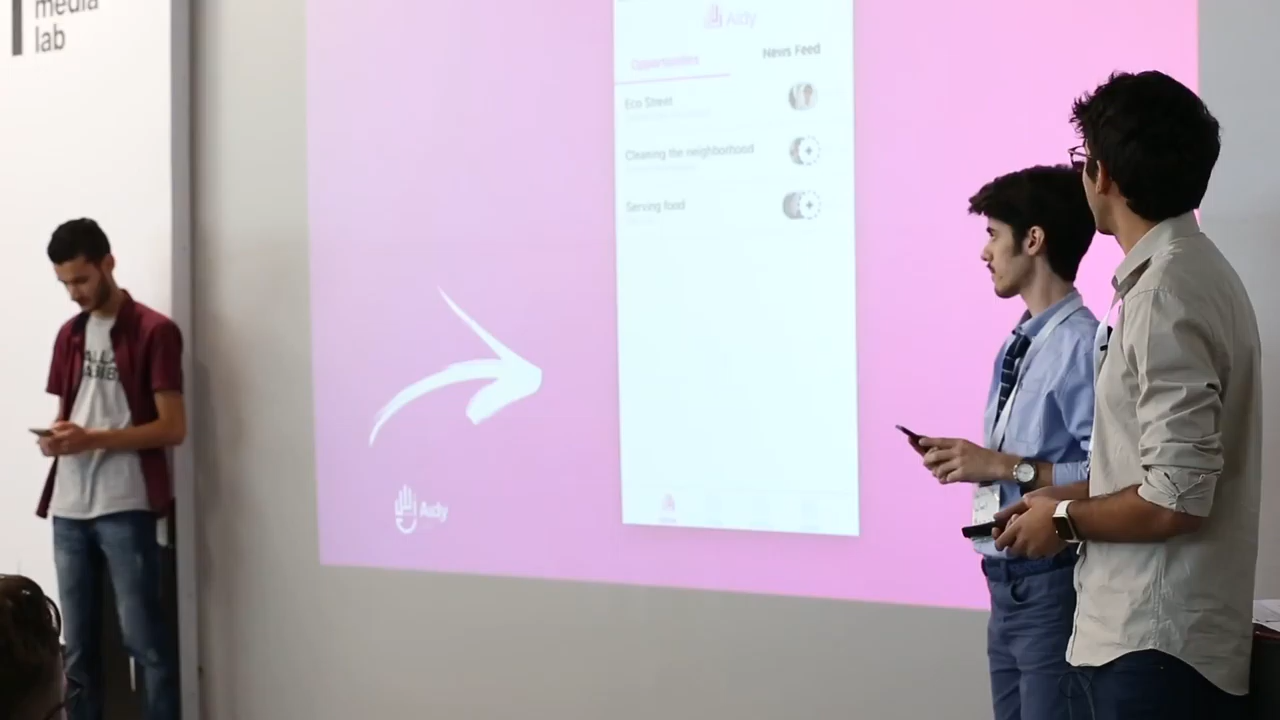 media
lab
Aidy
Opportunities
News Feed
Eco Street
Cleaning the neighborhood
Serving food
Aidy